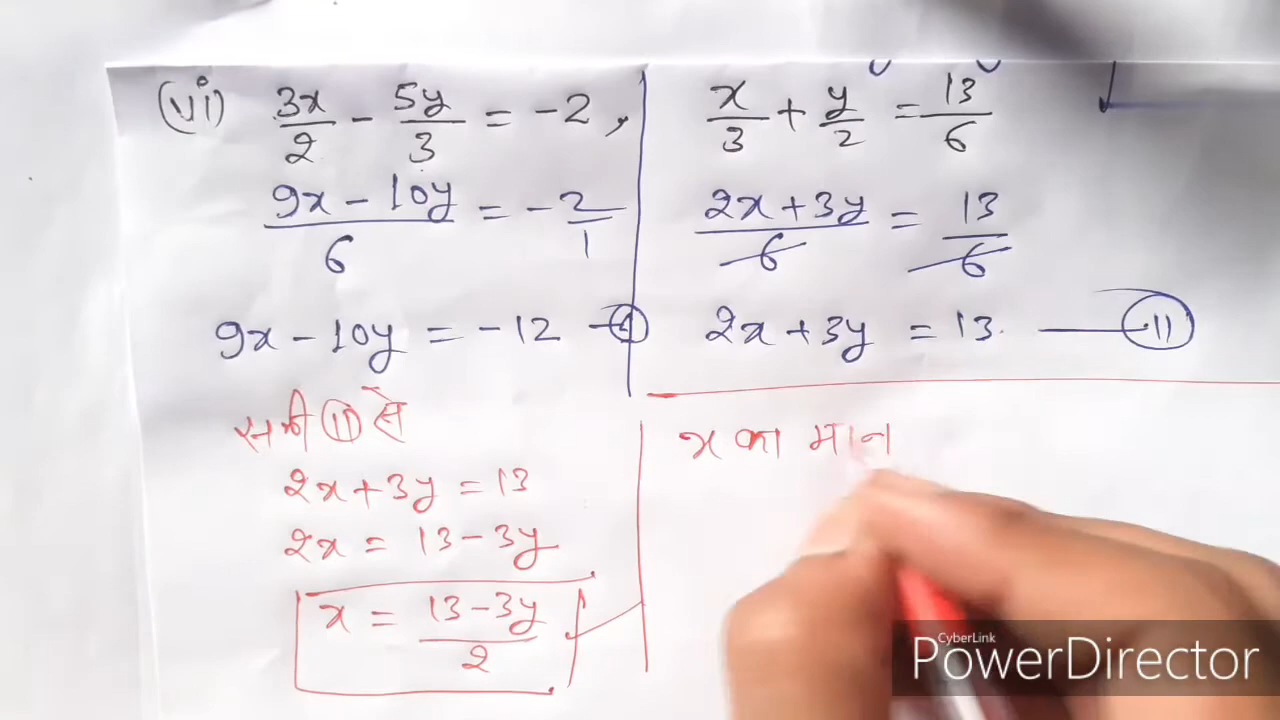 (vi) 3x/2 - 5y/3 = -2,
9x - 10y/6 = -2/1
9x - 10y = -12
x/3 + y/2 = 13/6
2x + 3y/6 = 13/6
2x + 3y = 13 — (ii)
समी (ii) से
2x + 3y = 13
2x = 13 - 3y
x = 13 - 3y/2
x का मान
CyberLink
PowerDirector